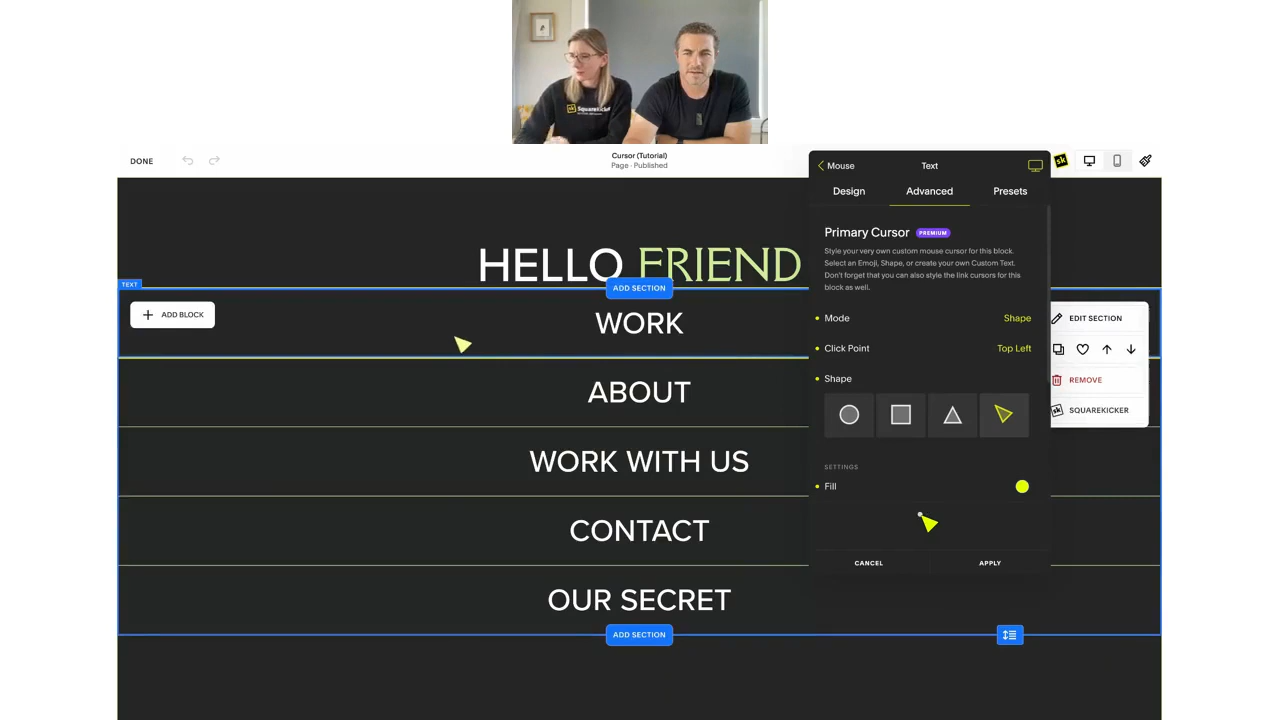 SquareKicker
DONE
Cursor (Tutorial)
Page · Published
Mouse
Text
sk
Design
Advanced
Presets
Primary Cursor PREMIUM
Style your very own custom mouse cursor for this block.
Select an Emoji, Shape, or create your own Custom Text.
Don't forget that you can also style the link cursors for this
block as well.
HELLO FRIEND
TEXT
ADD SECTION
ADD BLOCK
WORK
Mode
Shape
EDIT SECTION
Click Point
Top Left
Shape
REMOVE
ABOUT
sk SQUAREKICKER
WORK WITH US
SETTINGS
Fill
CONTACT
CANCEL
APPLY
OUR SECRET
ADD SECTION